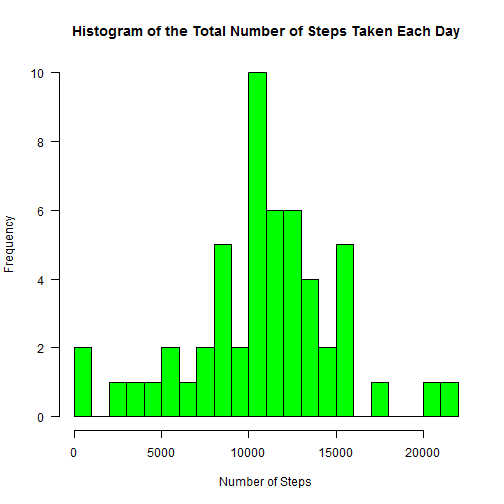 Histogram of the Total Number of Steps Taken Each Day
Frequency
10
8
6
4
2
0
0 5000 10000 15000 20000
Number of Steps